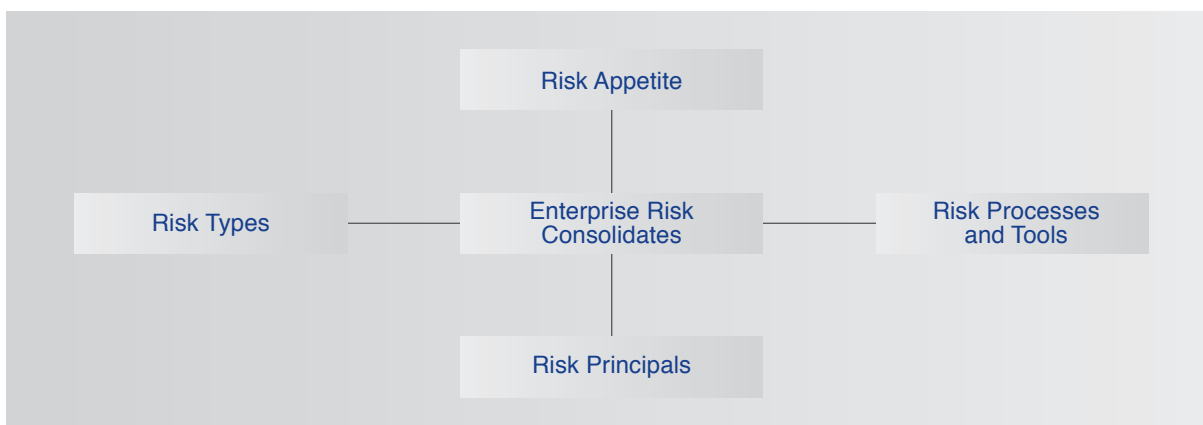 Risk Appetite
Risk Types
Enterprise Risk
Consolidates
Risk Processes
and Tools
Risk Principals